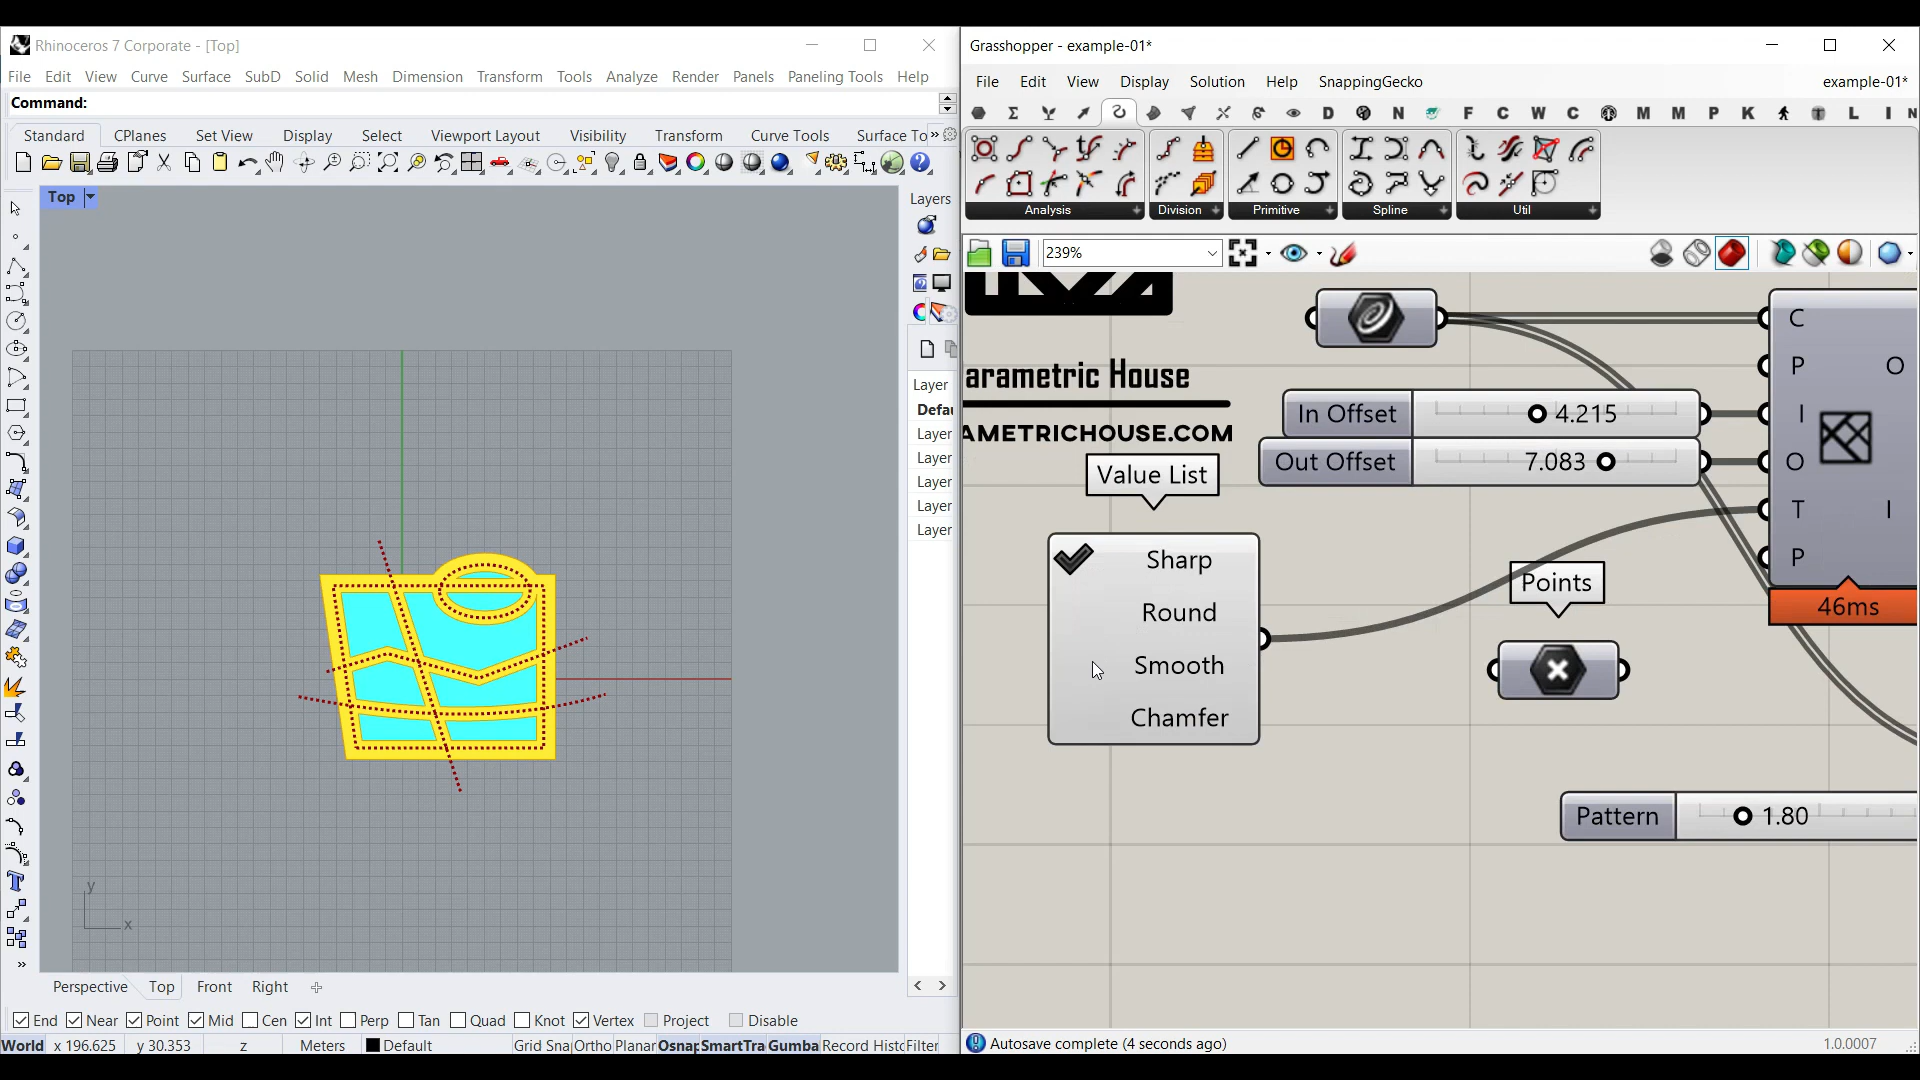 Rhinoceros 7 Corporate - [Top]
File Edit View Curve Surface SubD Solid Mesh Dimension Transform Tools Analyze Render Panels Paneling Tools Help
Command:
Standard CPlanes Set View Display Select Viewport Layout Visibility Transform Curve Tools Surface To »
Top
Layers
Layer
Defau
Layer
Layer
Layer
Layer
Layer
y
x
»
Perspective Top Front Right
End Near Point Mid Cen Int Perp Tan Quad Knot Vertex Project Disable
World x 196.625 y 30.353 z Meters Default Grid Sna Ortho Planar Osnap SmartTra Gumba Record Histo Filter
Grasshopper - example-01*
File Edit View Display Solution Help SnappingGecko example-01*
D N F C W C M M P K L I N
Analysis Division Primitive Spline Util
239%
arametric House
AMETRICHOUSE.COM
C
P O
In Offset 4.215 I
Out Offset 7.083 O
Value List
T I
Sharp
Round
Smooth
Chamfer
P
Points
46ms
Pattern 1.80
Autosave complete (4 seconds ago) 1.0.0007